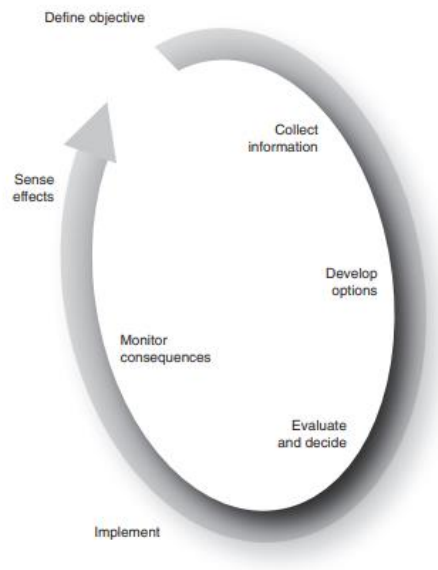 Define objective
Collect
information
Develop
options
Evaluate
and decide
Implement
Monitor
consequences
Sense
effects